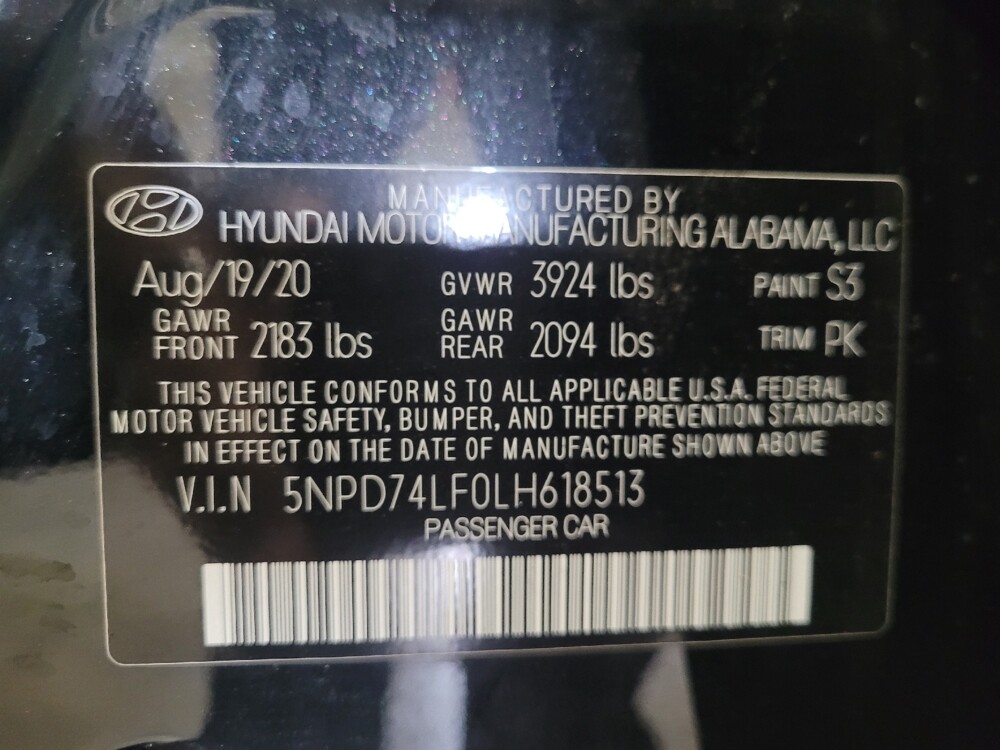 MANUFACTURED BY
HYUNDAI MOTOR MANUFACTURING ALABAMA, LLC
Aug/19/20 GVWR 3924 lbs PAINT S3
GAWR FRONT 2183 lbs GAWR REAR 2094 lbs TRIM PK
THIS VEHICLE CONFORMS TO ALL APPLICABLE U.S.A. FEDERAL
MOTOR VEHICLE SAFETY, BUMPER, AND THEFT PREVENTION STANDARDS
IN EFFECT ON THE DATE OF MANUFACTURE SHOWN ABOVE
V.I.N 5NPD74LF0LH618513
PASSENGER CAR